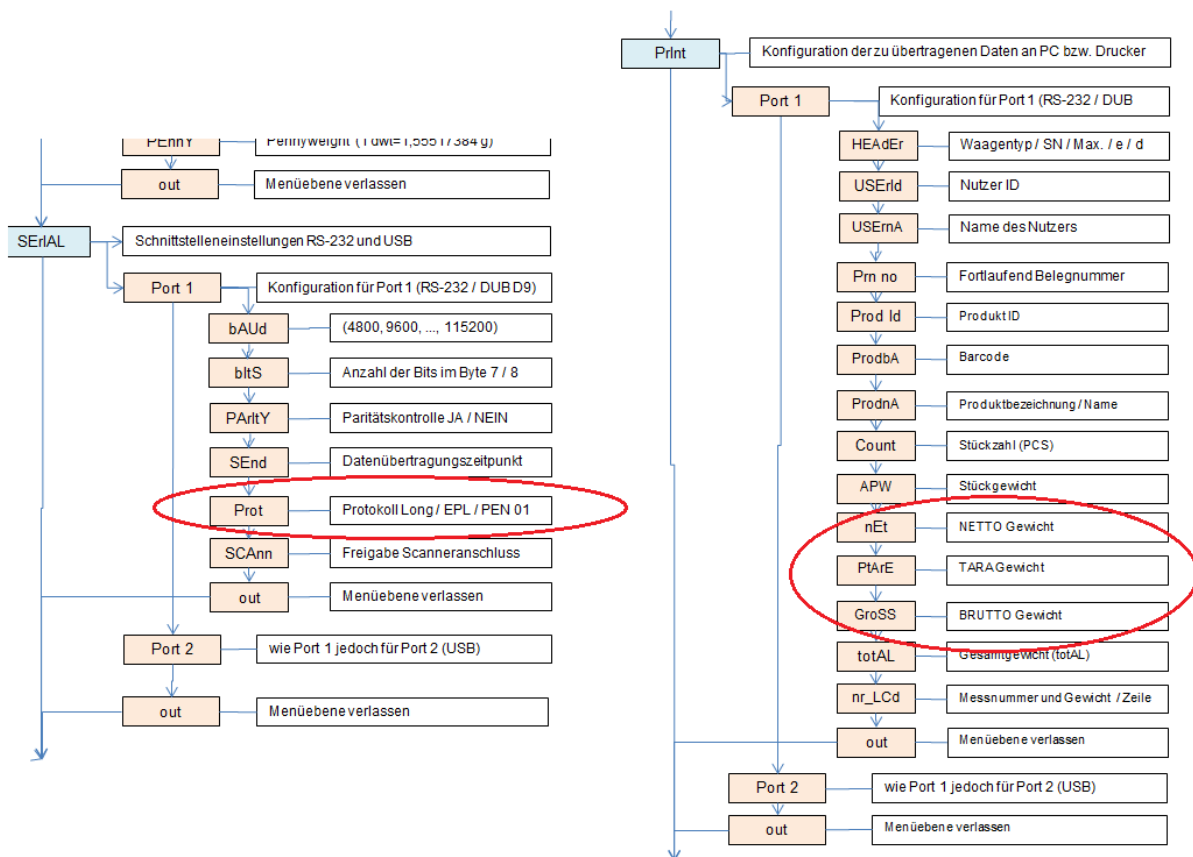 PEnnY Pennyweight (1 dwt=1,55517384 g)
out Menüebene verlassen
SErIAL Schnittstelleneinstellungen RS-232 und USB
Port 1 Konfiguration für Port 1 (RS-232 / DUB D9)
bAUd (4800, 9600, ..., 115200)
bItS Anzahl der Bits im Byte 7 / 8
PArItY Paritätskontrolle JA / NEIN
SEnd Datenübertragungszeitpunkt
Prot Protokoll Long / EPL / PEN 01
SCAnn Freigabe Scanneranschluss
out Menüebene verlassen
Port 2 wie Port 1 jedoch für Port 2 (USB)
out Menüebene verlassen
PrInt Konfiguration der zu übertragenen Daten an PC bzw. Drucker
Port 1 Konfiguration für Port 1 (RS-232 / DUB
HEAdEr Waagentyp / SN / Max. / e / d
USErId Nutzer ID
USErnA Name des Nutzers
Prn no Fortlaufend Belegnummer
Prod Id Produkt ID
ProdbA Barcode
ProdnA Produktbezeichnung / Name
Count Stückzahl (PCS)
APW Stückgewicht
nEt NETTO Gewicht
PtArE TARA Gewicht
GroSS BRUTTO Gewicht
totAL Gesamtgewicht (totAL)
nr_LCd Messnummer und Gewicht / Zeile
out Menüebene verlassen
Port 2 wie Port 1 jedoch für Port 2 (USB)
out Menüebene verlassen